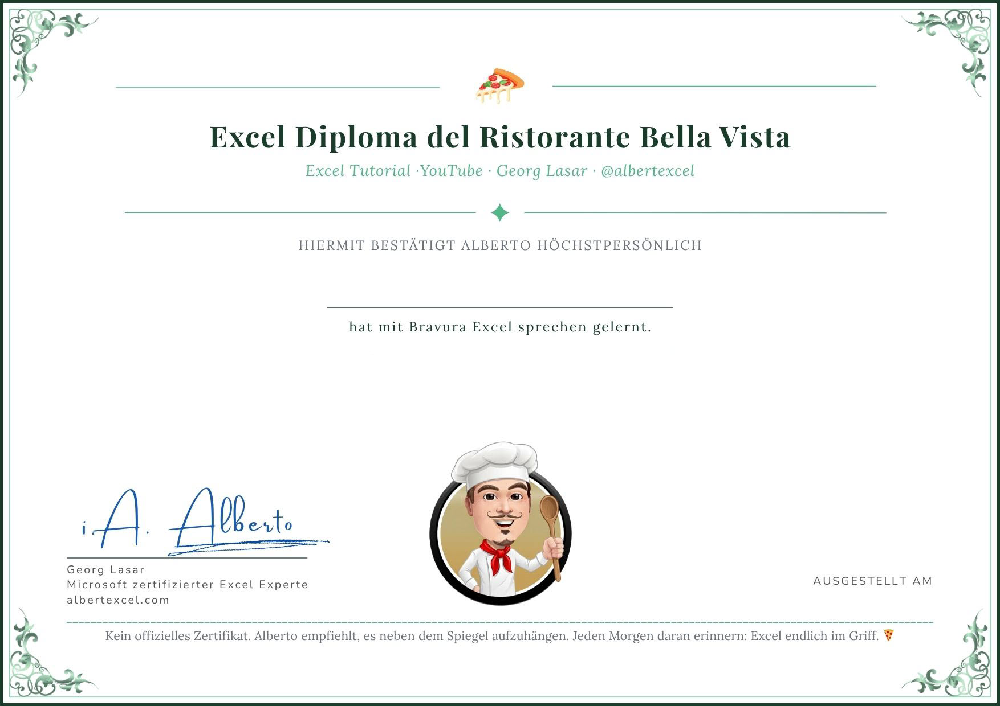 Excel Diploma del Ristorante Bella Vista
Excel Tutorial ·YouTube · Georg Lasar · @albertexcel
HIERMIT BESTÄTIGT ALBERTO HÖCHSTPERSÖNLICH
hat mit Bravura Excel sprechen gelernt.
i.A. Alberto
Georg Lasar
Microsoft zertifizierter Excel Experte
albertexcel.com
AUSGESTELLT AM
Kein offizielles Zertifikat. Alberto empfiehlt, es neben dem Spiegel aufzuhängen. Jeden Morgen daran erinnern: Excel endlich im Griff. 🍕